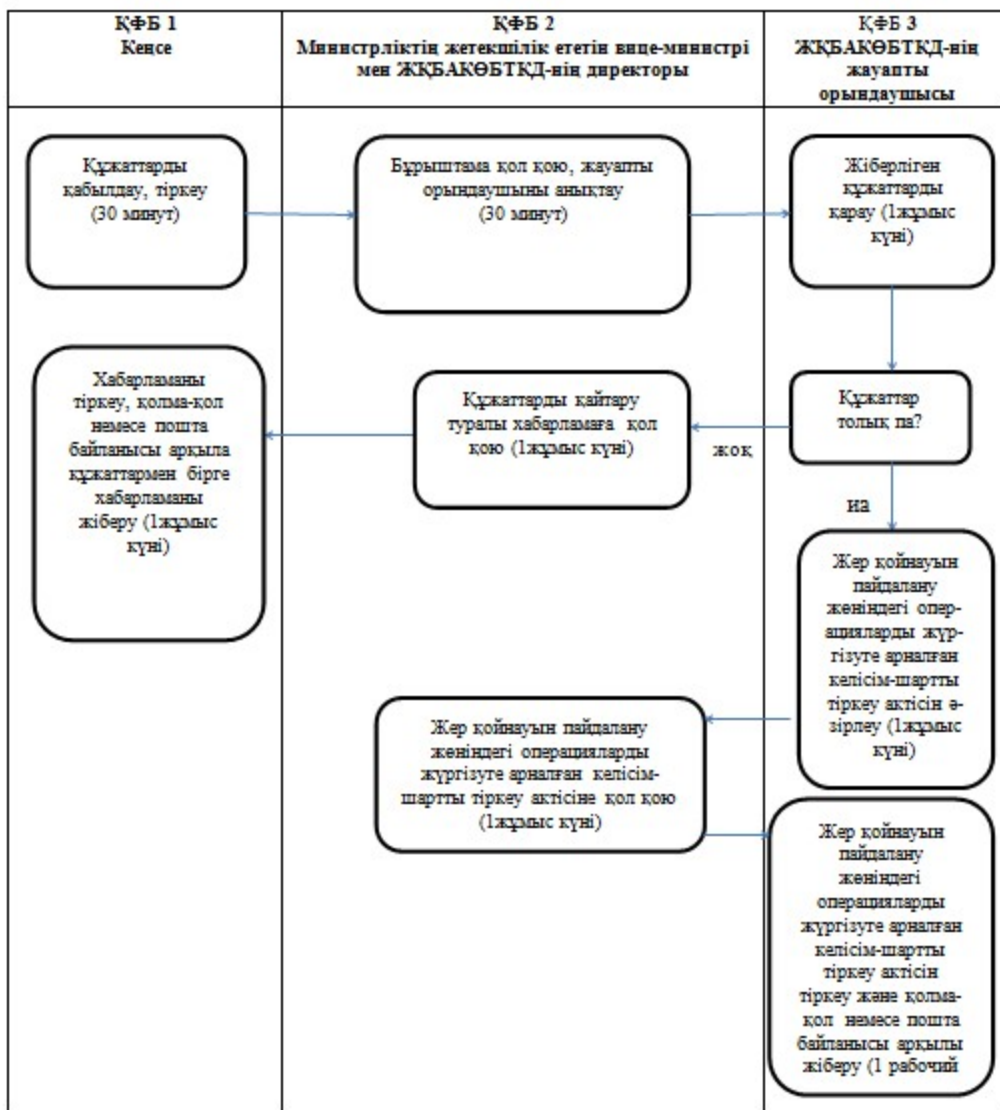 ҚФБ 1
Кеңсе
ҚФБ 2
Министрліктің жетекшілік ететін вице-министрі
мен ЖҚБАКӨБТҚД-нің директоры
ҚФБ 3
ЖҚБАКӨБТҚД-нің
жауапты
орындаушысы
Құжаттарды
қабылдау, тіркеу
(30 минут)
Бұрыштама қол қою, жауапты
орындаушыны анықтау
(30 минут)
Жіберліген
құжаттарды
қарау (1жұмыс
күні)
Хабарламаны
тіркеу, қолма-қол
немесе пошта
байланысы арқыла
құжаттармен бірге
хабарламаны
жіберу (1жұмыс
күні)
Құжаттарды қайтару
туралы хабарламаға қол
қою (1жұмыс күні)
жоқ
Құжаттар
толық па?
иа
Жер қойнауын
пайдалану
жөніндегі опер-
ацияларды жүр-
гізуге арналған
келісім-шартты
тіркеу актісін ә-
зірлеу (1жұмыс
күні)
Жер қойнауын пайдалану
жөніндегі операцияларды
жүргізуге арналған келісім-
шартты тіркеу актісіне қол қою
(1жұмыс күні)
Жер қойнауын
пайдалану
жөніндегі
операцияларды
жүргізуге арналған
келісім-шартты
тіркеу актісін
тіркеу және қолма-
қол немесе пошта
байланысы арқылы
жіберу (1 рабочий